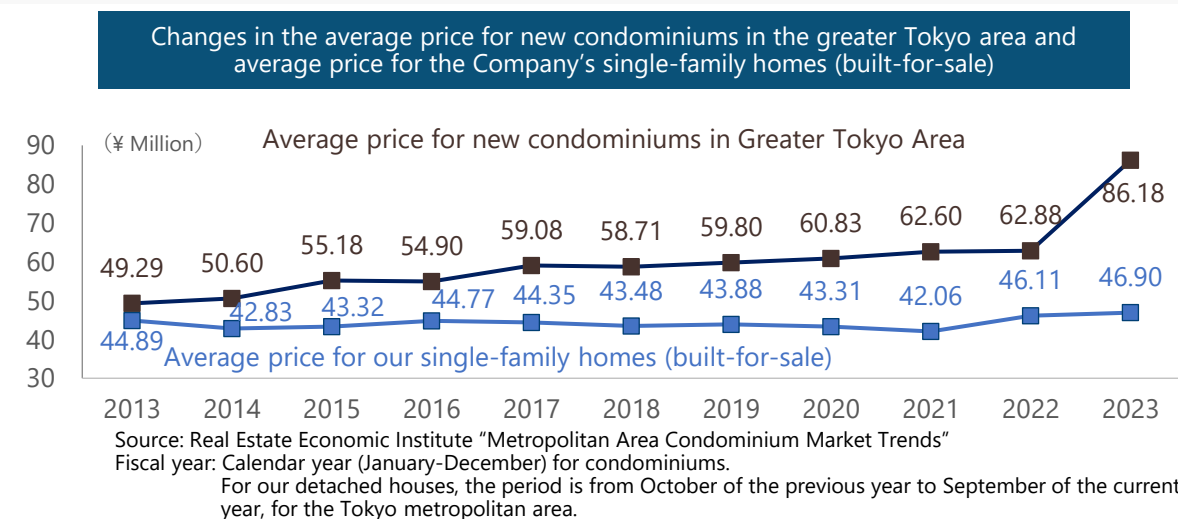 Changes in the average price for new condominiums in the greater Tokyo area and
average price for the Company’s single-family homes (built-for-sale)
(¥ Million)
Average price for new condominiums in Greater Tokyo Area
90
80
70
60
50
40
30
49.29
50.60
55.18
54.90
59.08
58.71
59.80
60.83
62.60
62.88
86.18
44.89
42.83
43.32
44.77
44.35
43.48
43.88
43.31
42.06
46.11
46.90
Average price for our single-family homes (built-for-sale)
2013 2014 2015 2016 2017 2018 2019 2020 2021 2022 2023
Source: Real Estate Economic Institute “Metropolitan Area Condominium Market Trends”
Fiscal year: Calendar year (January-December) for condominiums.
For our detached houses, the period is from October of the previous year to September of the current
year, for the Tokyo metropolitan area.